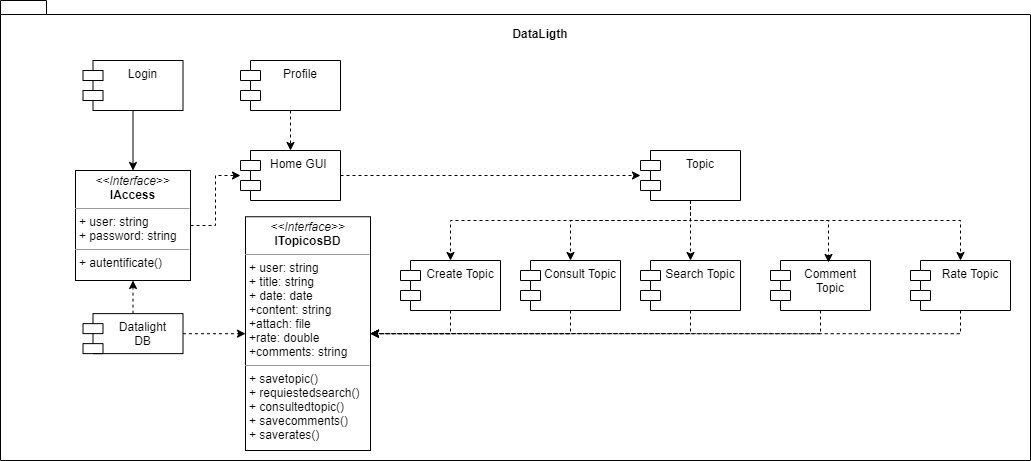 DataLigth
Login
Profile
Home GUI
Topic
<<Interface>>
IAccess
+ user: string
+ password: string
+ autentificate()
<<Interface>>
ITopicosBD
+ user: string
+ title: string
+ date: date
+content: string
+attach: file
+rate: double
+comments: string
+ savetopic()
+ requiestedsearch()
+ consultedtopic()
+ savecomments()
+ saverates()
Create Topic
Consult Topic
Search Topic
Comment
Topic
Rate Topic
Datalight
DB